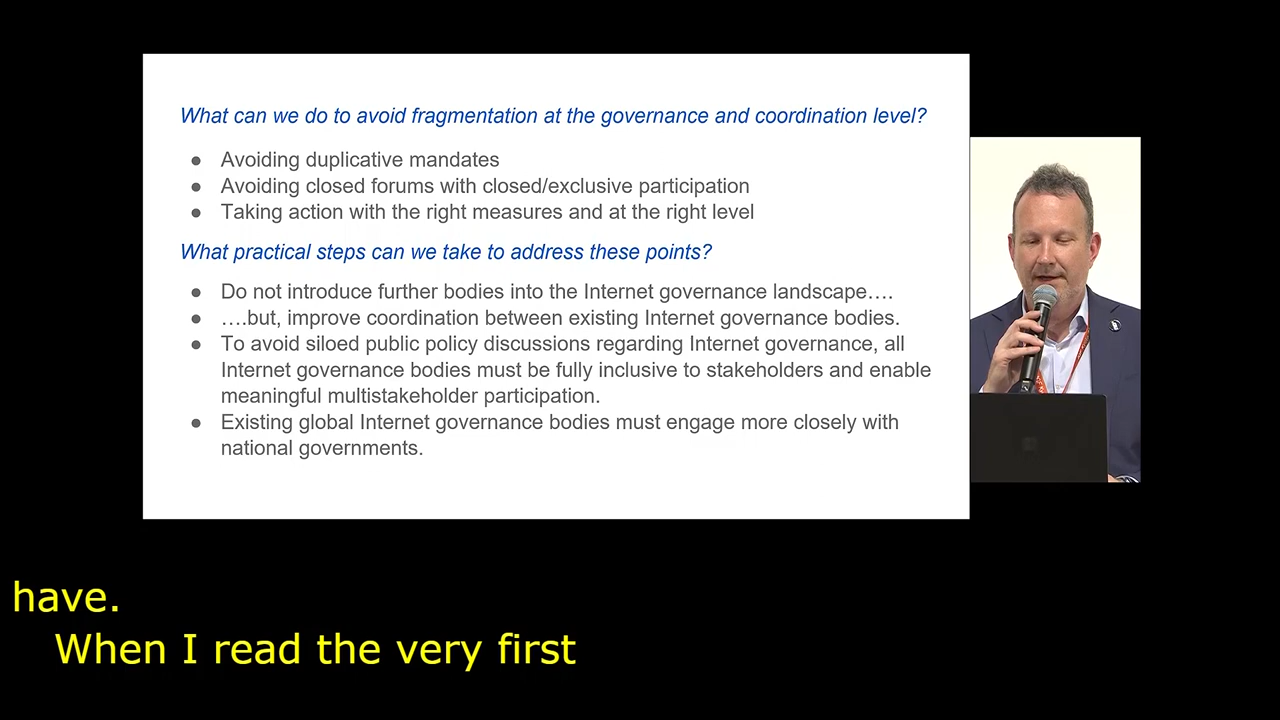 What can we do to avoid fragmentation at the governance and coordination level?
● Avoiding duplicative mandates
● Avoiding closed forums with closed/exclusive participation
● Taking action with the right measures and at the right level
What practical steps can we take to address these points?
● Do not introduce further bodies into the Internet governance landscape….
● ….but, improve coordination between existing Internet governance bodies.
● To avoid siloed public policy discussions regarding Internet governance, all
Internet governance bodies must be fully inclusive to stakeholders and enable
meaningful multistakeholder participation.
● Existing global Internet governance bodies must engage more closely with
national governments.
have.
When I read the very first